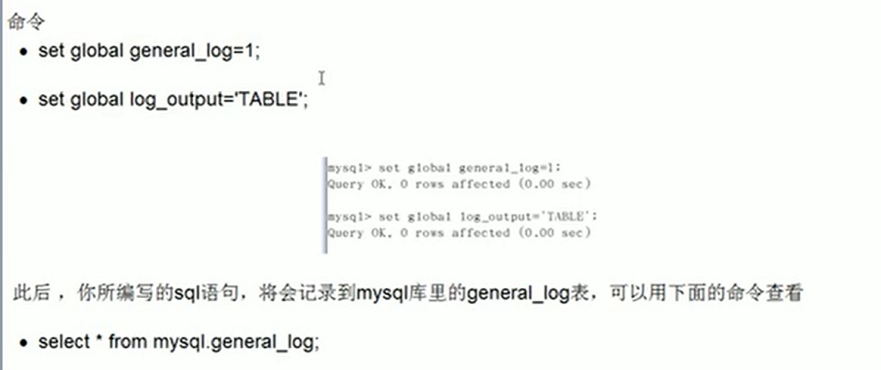 命令
• set global general_log=1;
• set global log_output='TABLE';
mysql> set global general_log=1;
Query OK, 0 rows affected (0.00 sec)
mysql> set global log_output='TABLE';
Query OK, 0 rows affected (0.00 sec)
此后 ，你所编写的sql语句，将会记录到mysql库里的general_log表，可以用下面的命令查看
• select * from mysql.general_log;